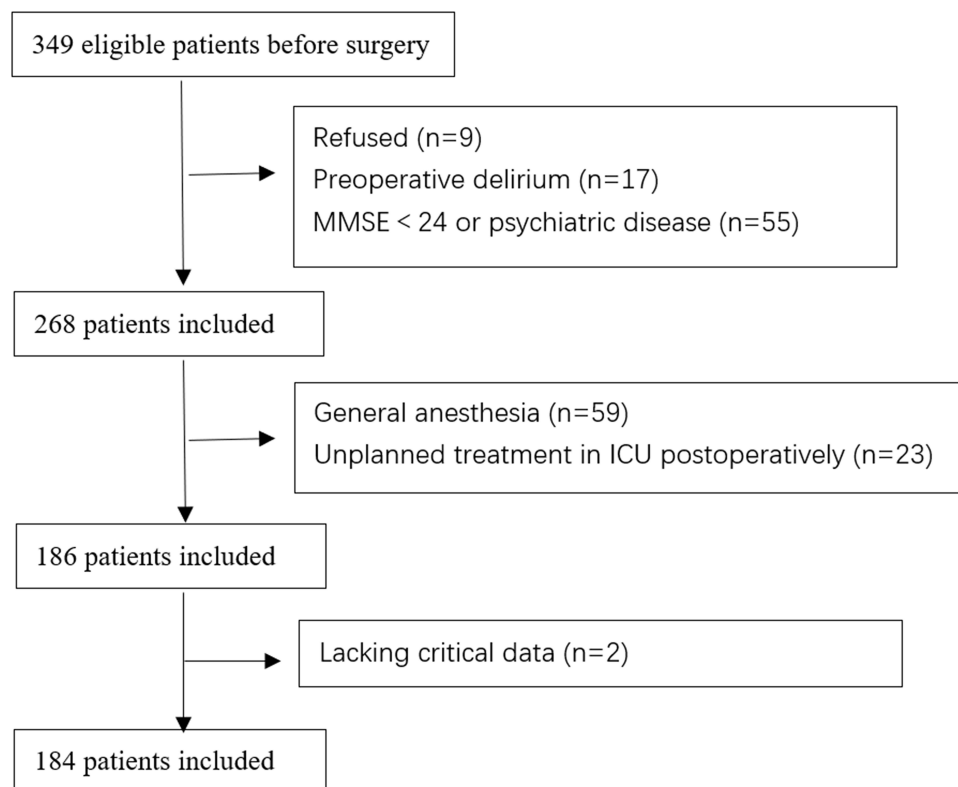 349 eligible patients before surgery
Refused (n=9)
Preoperative delirium (n=17)
MMSE < 24 or psychiatric disease (n=55)
268 patients included
General anesthesia (n=59)
Unplanned treatment in ICU postoperatively (n=23)
186 patients included
Lacking critical data (n=2)
184 patients included